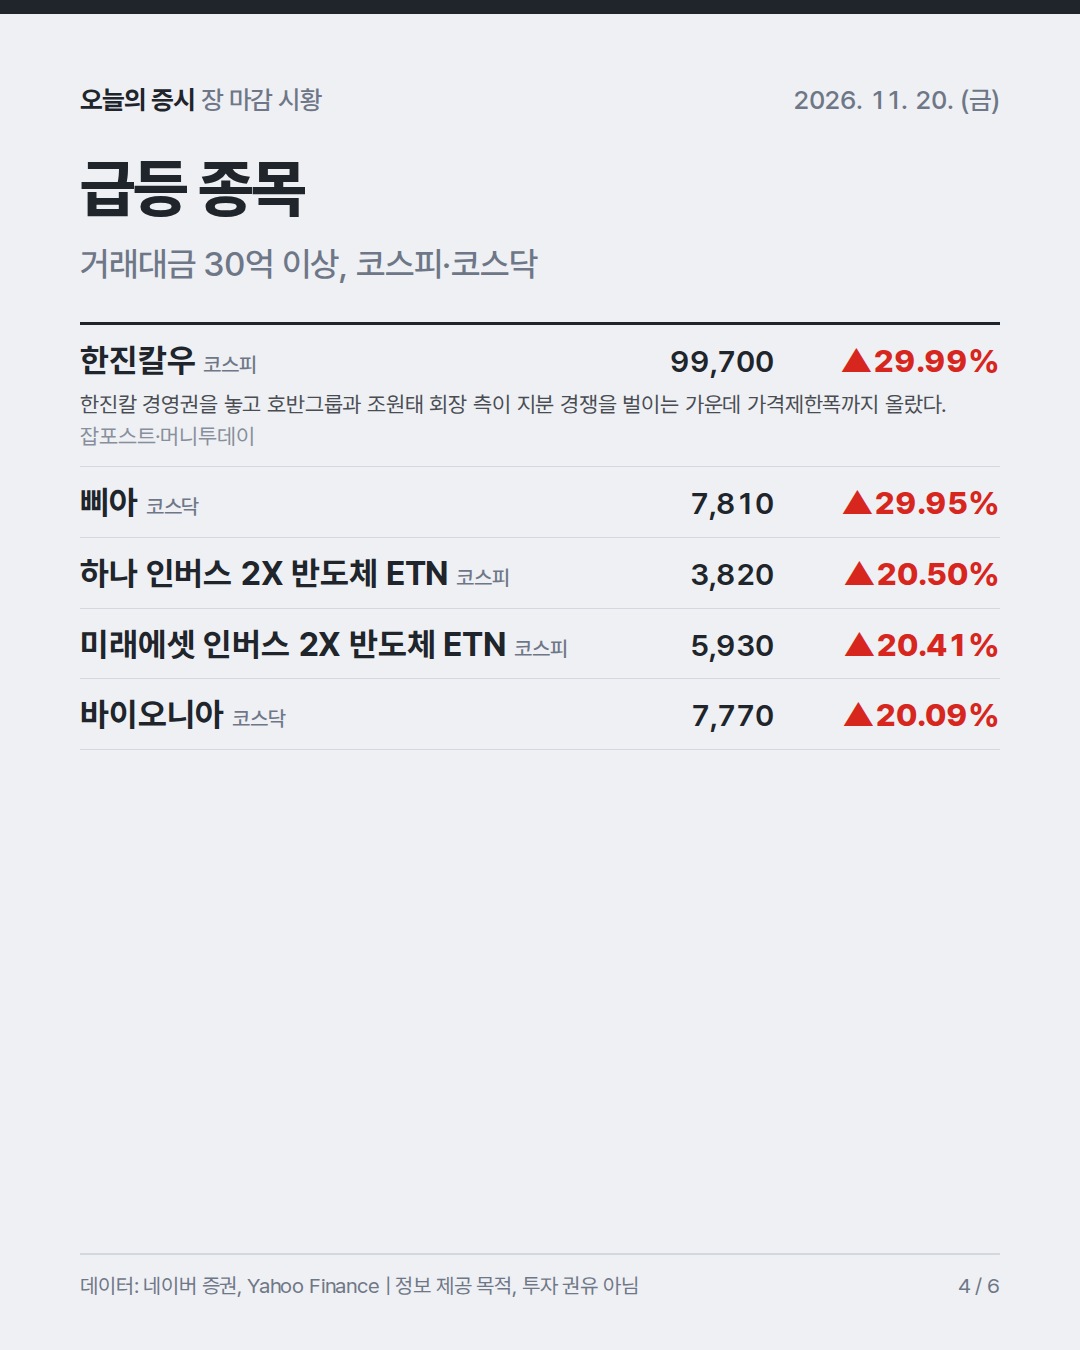 오늘의 증시 장 마감 시황 2026. 11. 20. (금)
급등 종목
거래대금 30억 이상, 코스피·코스닥
한진칼우 코스피 99,700 ▲29.99%
한진칼 경영권을 놓고 호반그룹과 조원태 회장 측이 지분 경쟁을 벌이는 가운데 가격제한폭까지 올랐다.
잡포스트·머니투데이
삐아 코스닥 7,810 ▲29.95%
하나 인버스 2X 반도체 ETN 코스피 3,820 ▲20.50%
미래에셋 인버스 2X 반도체 ETN 코스피 5,930 ▲20.41%
바이오니아 코스닥 7,770 ▲20.09%
데이터: 네이버 증권, Yahoo Finance | 정보 제공 목적, 투자 권유 아님 4 / 6